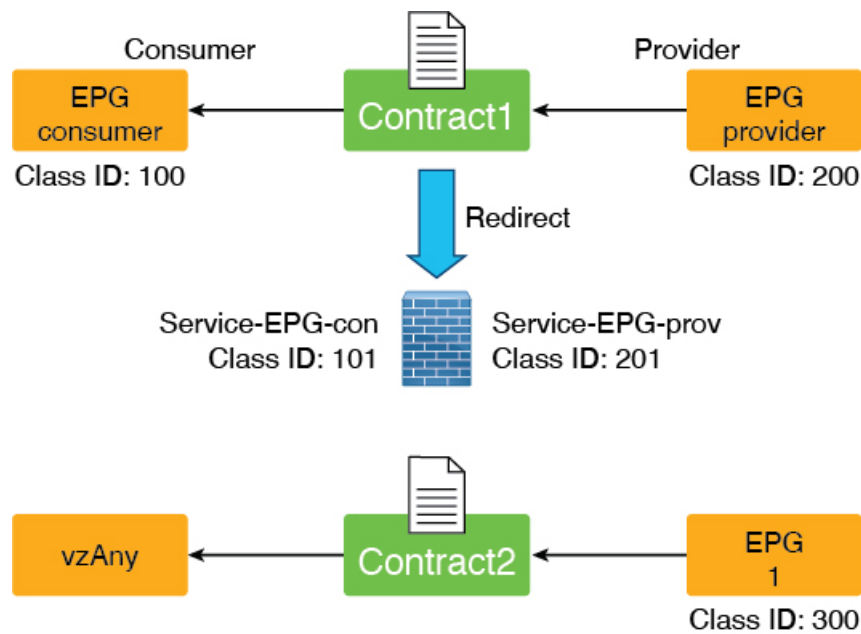 Consumer
Provider
EPG
consumer
Contract1
EPG
provider
Class ID: 100
Class ID: 200
Redirect
Service-EPG-con
Class ID: 101
Service-EPG-prov
Class ID: 201
vzAny
Contract2
EPG
1
Class ID: 300